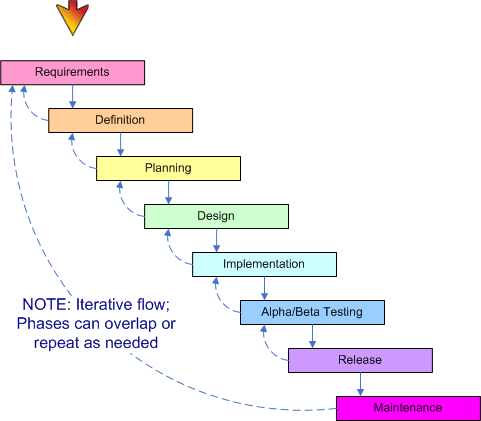 Requirements
Definition
Planning
Design
Implementation
NOTE: Iterative flow;
Phases can overlap or
repeat as needed
Alpha/Beta Testing
Release
Maintenance